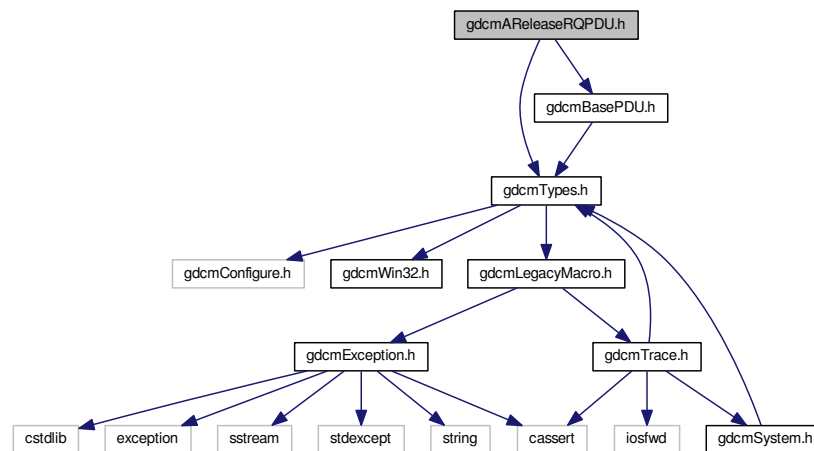 gdcmAReleaseRQPDU.h
gdcmBasePDU.h
gdcmTypes.h
gdcmConfigure.h
gdcmWin32.h
gdcmLegacyMacro.h
gdcmException.h
gdcmTrace.h
cstdlib
exception
sstream
stdexcept
string
cassert
iosfwd
gdcmSystem.h